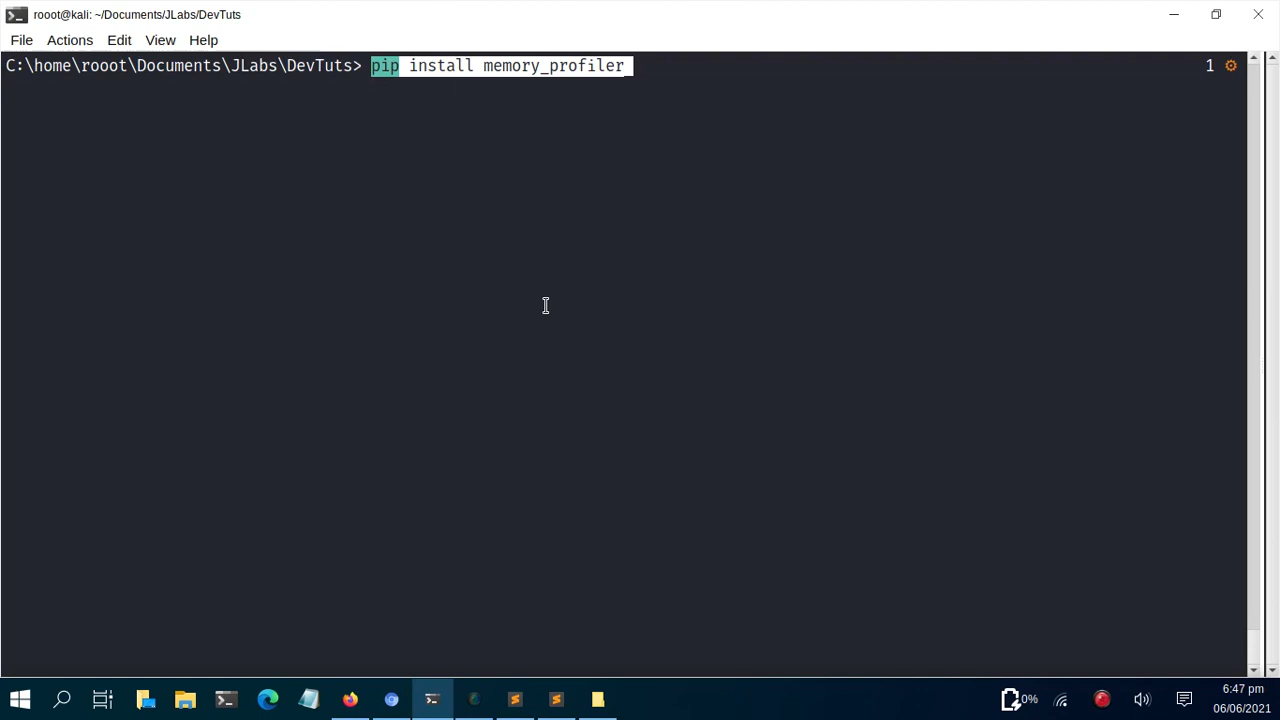 rooot@kali: ~/Documents/JLabs/DevTuts
File Actions Edit View Help
C:\home\rooot\Documents\JLabs\DevTuts> pip install memory_profiler
1
0%
6:47 pm
06/06/2021